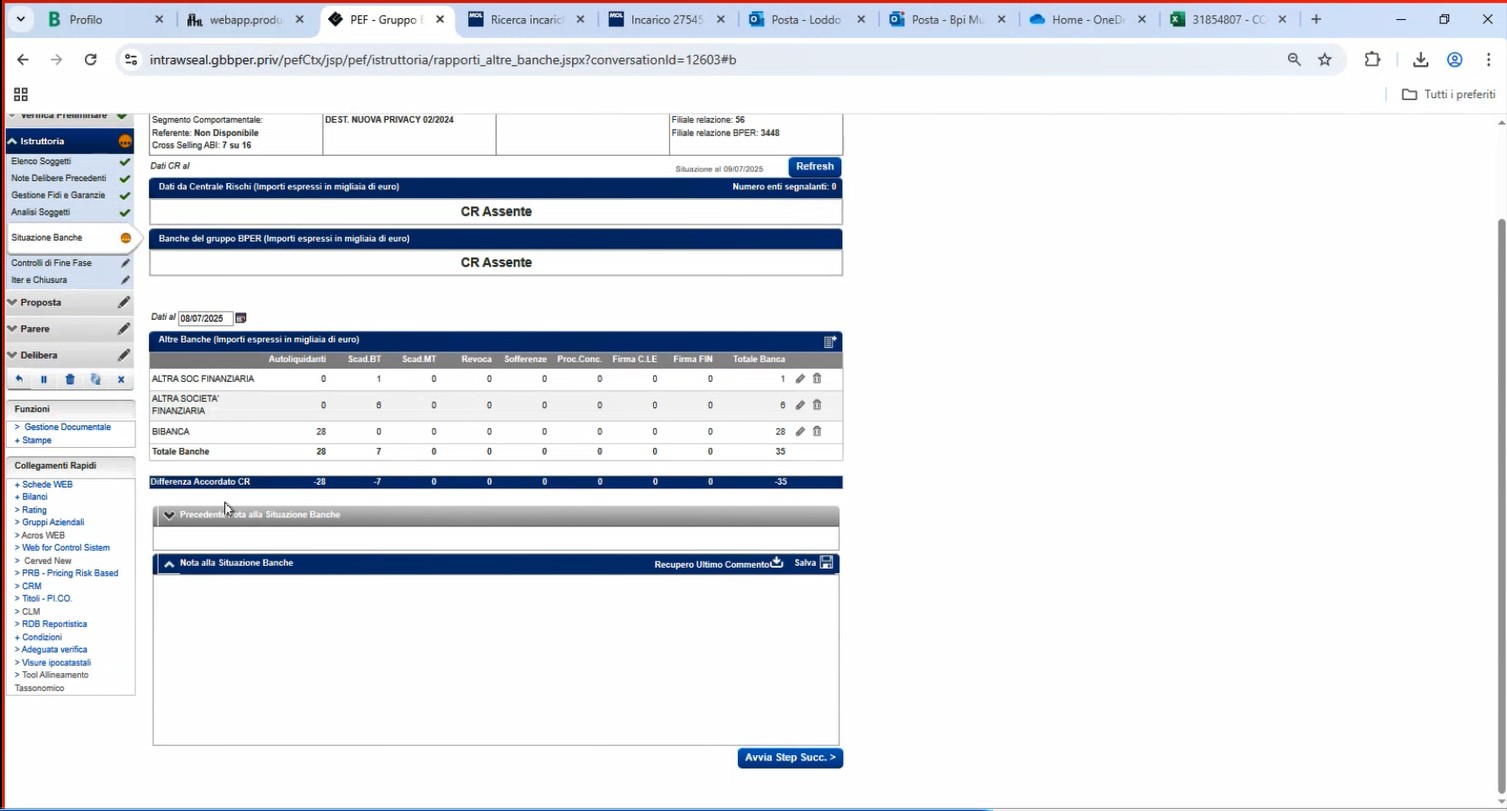 Profilo
webapp.produ
PEF - Gruppo
Ricerca incaric
Incarico 27545
Posta - Loddo
Posta - Bpi Mu
Home - OneD
31854807 - CC
intrawseal.gbbper.priv/pefCtx/jsp/pef/istruttoria/rapporti_altre_banche.jspx?conversationId=12603#b
Tutti i preferiti
Verifica Preliminare
Istruttoria
Elenco Soggetti
Note Delibere Precedenti
Gestione Fidi e Garanzie
Analisi Soggetti
Situazione Banche
Controlli di Fine Fase
Iter e Chiusura
Proposta
Parere
Delibera
Funzioni
> Gestione Documentale
+ Stampe
Collegamenti Rapidi
+ Schede WEB
+ Bilanci
> Rating
> Gruppi Aziendali
> Acros WEB
> Web for Control Sistem
> Cerved New
> PRB - Pricing Risk Based
> CRM
> Titoli - PI.CO.
> CLM
> RDB Reportistica
+ Condizioni
> Adeguata verifica
> Visure ipocatastali
> Tool Allineamento
Tassonomico
Segmento Comportamentale:
Referente: Non Disponibile
Cross Selling ABI: 7 su 16
DEST. NUOVA PRIVACY 02/2024
Filiale relazione: 56
Filiale relazione BPER: 3448
Dati CR al
Situazione al 09/07/2025
Refresh
Dati da Centrale Rischi (Importi espressi in migliaia di euro) Numero enti segnalanti: 0
CR Assente
Banche del gruppo BPER (Importi espressi in migliaia di euro)
CR Assente
Dati al 08/07/2025
Altre Banche (Importi espressi in migliaia di euro)
Autoliquidanti Scad.BT Scad.MT Revoca Sofferenze Proc.Conc. Firma C.LE Firma FIN Totale Banca
ALTRA SOC FINANZIARIA 0 1 0 0 0 0 0 0 1
ALTRA SOCIETA'
FINANZIARIA 0 6 0 0 0 0 0 0 6
BIBANCA 28 0 0 0 0 0 0 0 28
Totale Banche 28 7 0 0 0 0 0 0 35
Differenza Accordato CR -28 -7 0 0 0 0 0 0 -35
Precedente Nota alla Situazione Banche
Nota alla Situazione Banche Recupero Ultimo Commento Salva
Avvia Step Succ. >